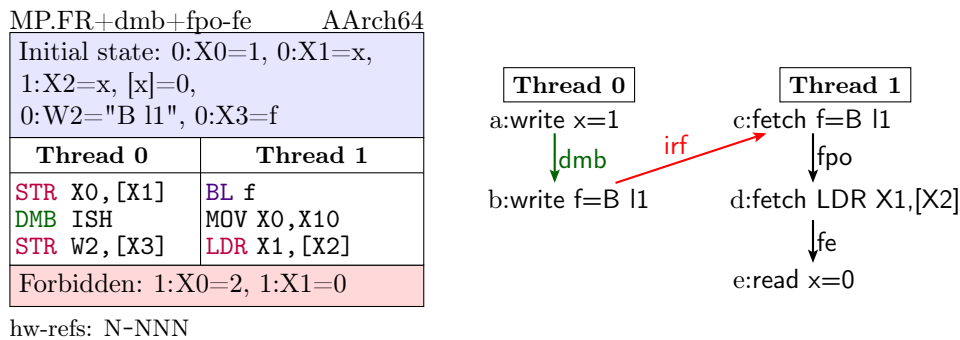 MP.FR+dmb+fpo-fe AArch64
Initial state: 0:X0=1, 0:X1=x,
1:X2=x, [x]=0,
0:W2="B l1", 0:X3=f
Thread 0 Thread 1
STR X0,[X1] BL f
DMB ISH MOV X0,X10
STR W2,[X3] LDR X1,[X2]
Forbidden: 1:X0=2, 1:X1=0
hw-refs: N-NNN
Thread 0 Thread 1
a:write x=1 c:fetch f=B l1
irf
dmb fpo
b:write f=B l1 d:fetch LDR X1,[X2]
fe
e:read x=0